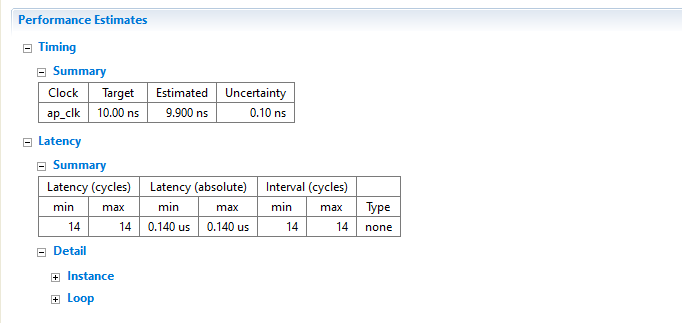 Performance Estimates
Timing
Summary
Clock Target Estimated Uncertainty
ap_clk 10.00 ns 9.900 ns 0.10 ns
Latency
Summary
Latency (cycles) Latency (absolute) Interval (cycles)
min max min max min max Type
14 14 0.140 us 0.140 us 14 14 none
Detail
Instance
Loop